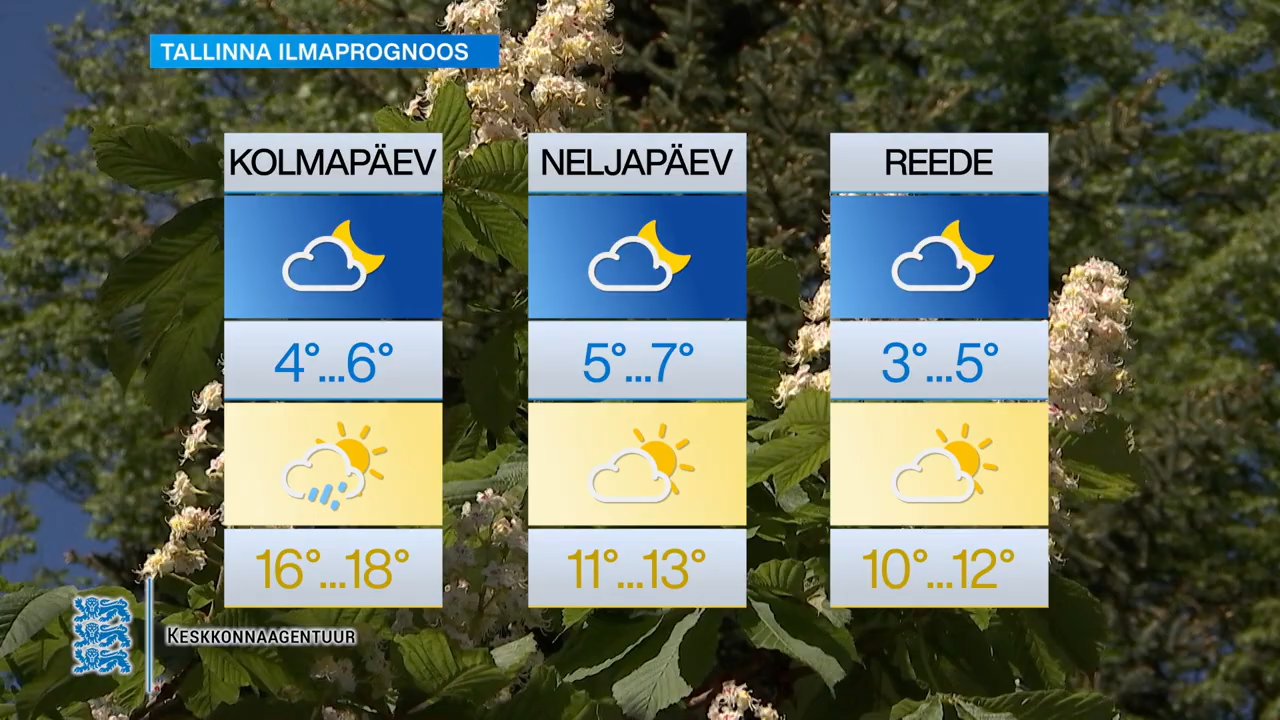 TALLINNA ILMAPROGNOOS
KOLMAPÄEV
4°...6°
16°...18°
NELJAPÄEV
5°...7°
11°...13°
REEDE
3°...5°
10°...12°
KESKKONNAAGENTUUR